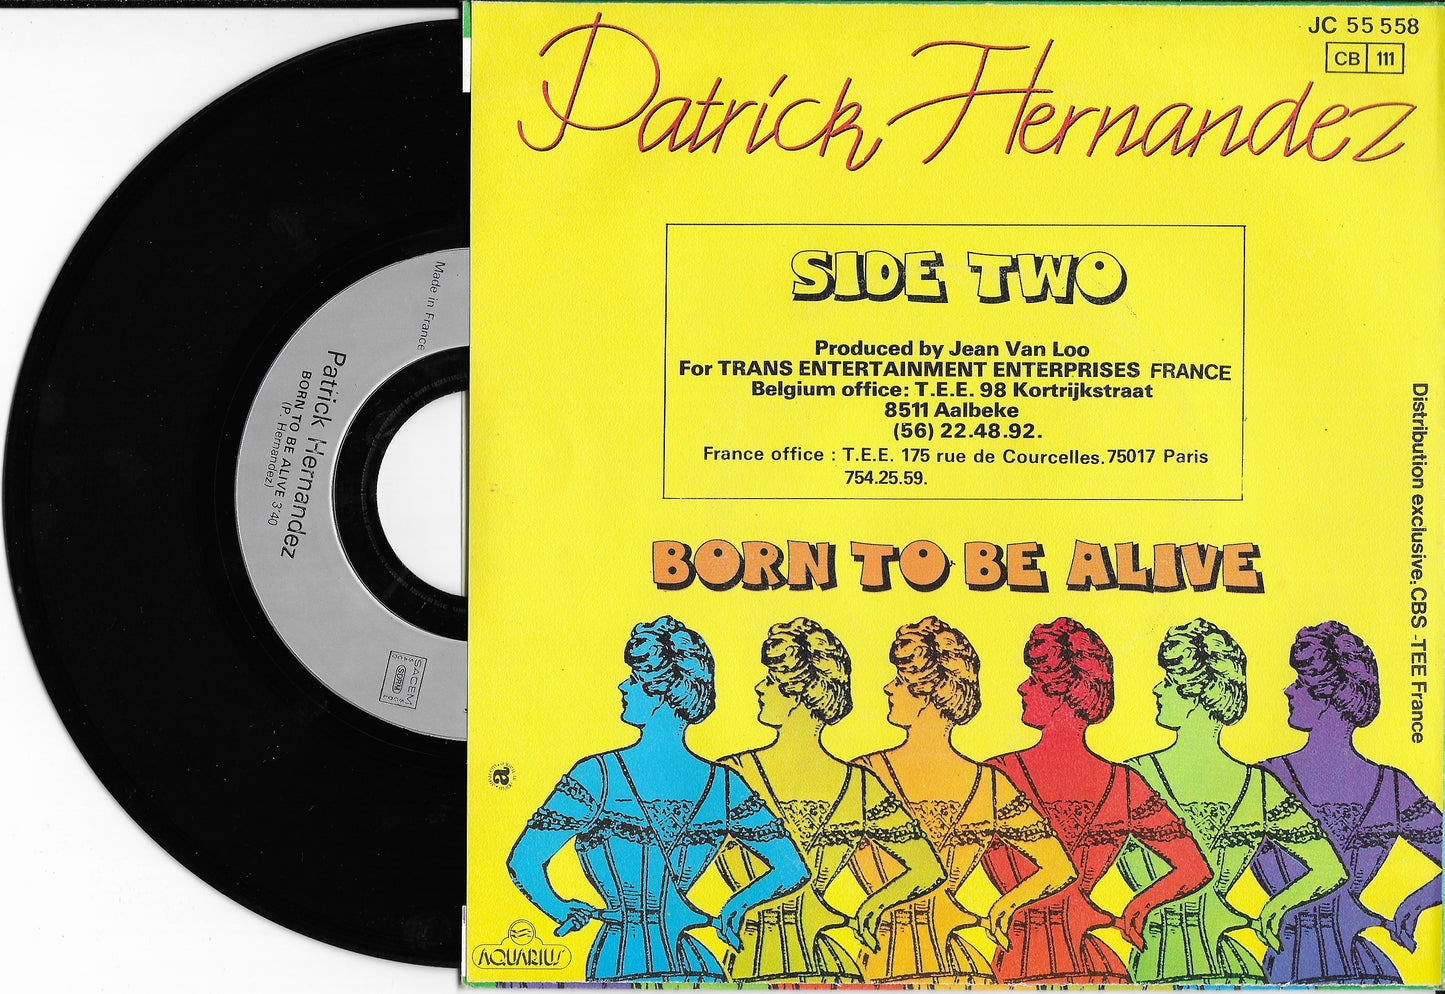 Patrick Hernandez
JC 55 558
CB 111
SIDE TWO
Produced by Jean Van Loo
For TRANS ENTERTAINMENT ENTERPRISES FRANCE
Belgium office: T.E.E. 98 Kortrijkstraat
8511 Aalbeke
(56) 22.48.92.
France office : T.E.E. 175 rue de Courcelles. 75017 Paris
754.25.59.
BORN TO BE ALIVE
Distribution exclusive. CBS - TEE France
a
AQUARIUS
Made in France
Patrick Hernandez
BORN TO BE ALIVE 3'40
(P. Hernandez)
SACEM
SDRM